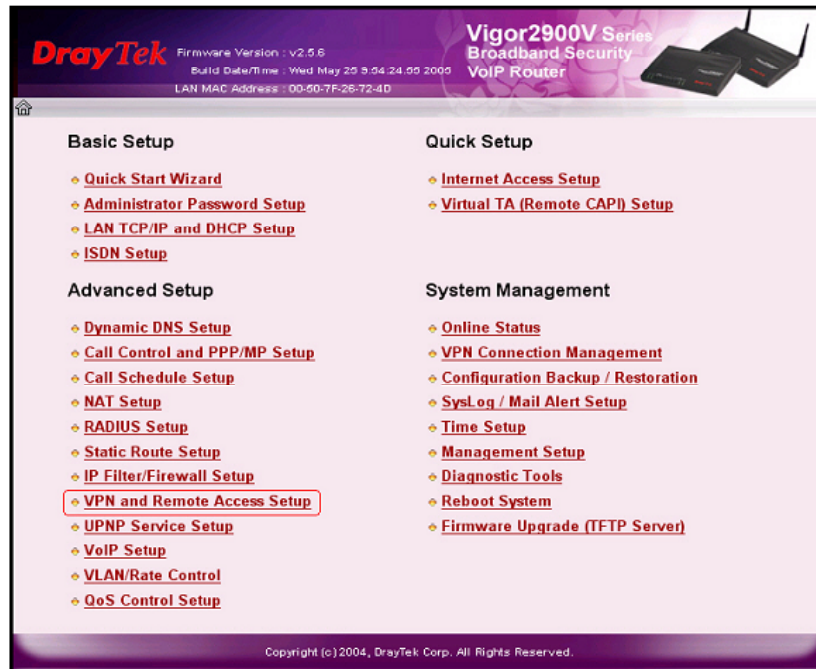 DrayTek
Firmware Version : v2.5.6
Build Date/Time : Wed May 25 9:54:24.55 2005
LAN MAC Address : 00-50-7F-26-72-4D
Vigor2900V Series
Broadband Security
VoIP Router
Basic Setup
Quick Start Wizard
Administrator Password Setup
LAN TCP/IP and DHCP Setup
ISDN Setup
Quick Setup
Internet Access Setup
Virtual TA (Remote CAPI) Setup
Advanced Setup
Dynamic DNS Setup
Call Control and PPP/MP Setup
Call Schedule Setup
NAT Setup
RADIUS Setup
Static Route Setup
IP Filter/Firewall Setup
VPN and Remote Access Setup
UPNP Service Setup
VoIP Setup
VLAN/Rate Control
QoS Control Setup
System Management
Online Status
VPN Connection Management
Configuration Backup / Restoration
SysLog / Mail Alert Setup
Time Setup
Management Setup
Diagnostic Tools
Reboot System
Firmware Upgrade (TFTP Server)
Copyright (c)2004, DrayTek Corp. All Rights Reserved.